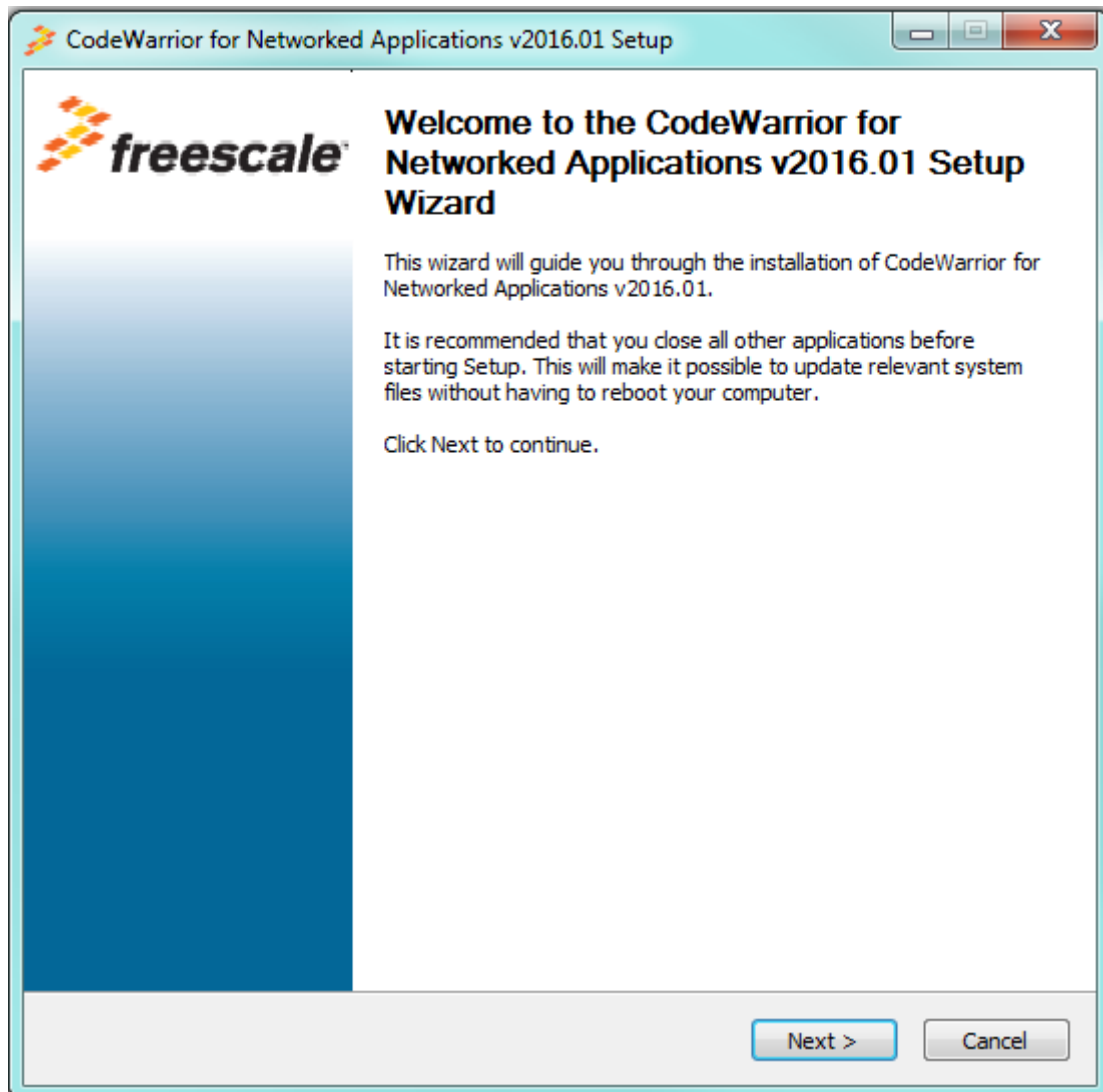 CodeWarrior for Networked Applications v2016.01 Setup
freescale
Welcome to the CodeWarrior for
Networked Applications v2016.01 Setup
Wizard
This wizard will guide you through the installation of CodeWarrior for
Networked Applications v2016.01.
It is recommended that you close all other applications before
starting Setup. This will make it possible to update relevant system
files without having to reboot your computer.
Click Next to continue.
Next >
Cancel